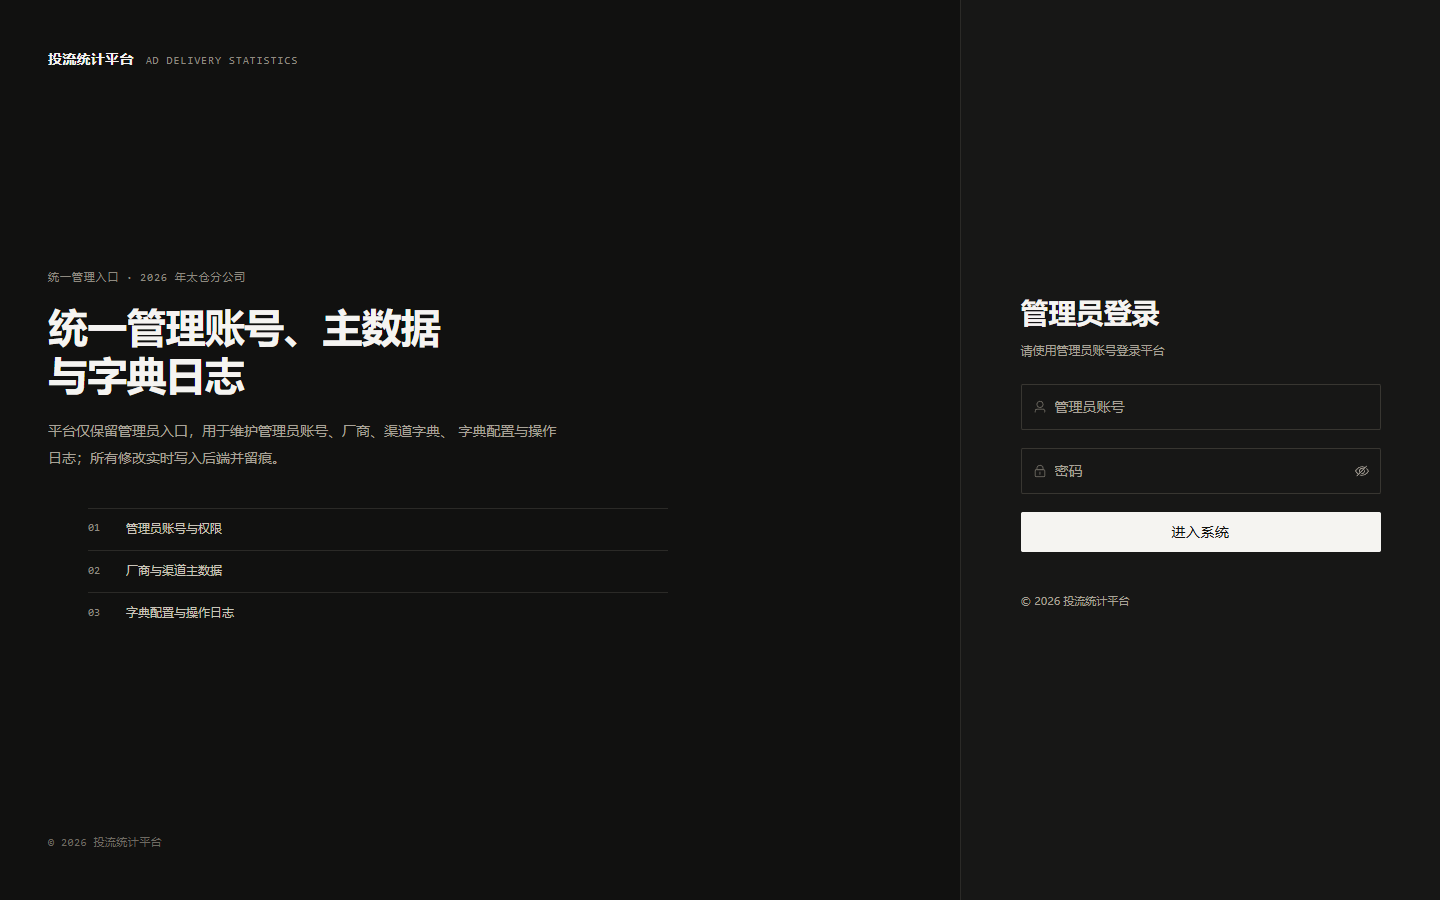 投流统计平台 AD DELIVERY STATISTICS
统一管理入口 · 2026 年太仓分公司
统一管理账号、主数据
与字典日志
平台仅保留管理员入口，用于维护管理员账号、厂商、渠道字典、 字典配置与操作
日志；所有修改实时写入后端并留痕。
01 管理员账号与权限
02 厂商与渠道主数据
03 字典配置与操作日志
© 2026 投流统计平台
管理员登录
请使用管理员账号登录平台
管理员账号
密码
进入系统
© 2026 投流统计平台